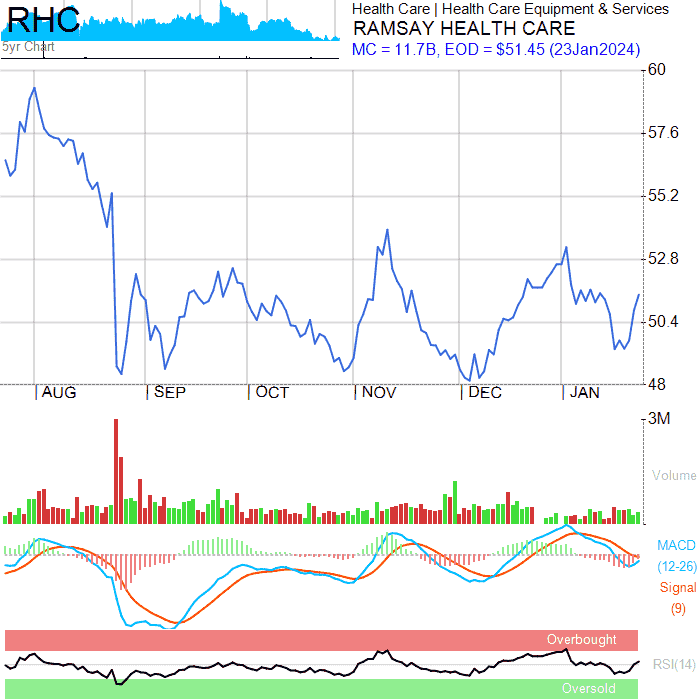 RHC
5yr Chart
Health Care | Health Care Equipment & Services
RAMSAY HEALTH CARE
MC = 11.7B, EOD = $51.45 (23Jan2024)
60
57.6
55.2
52.8
50.4
48
AUG
SEP
OCT
NOV
DEC
JAN
3M
Volume
MACD
(12-26)
Signal
(9)
Overbought
RSI(14)
Oversold